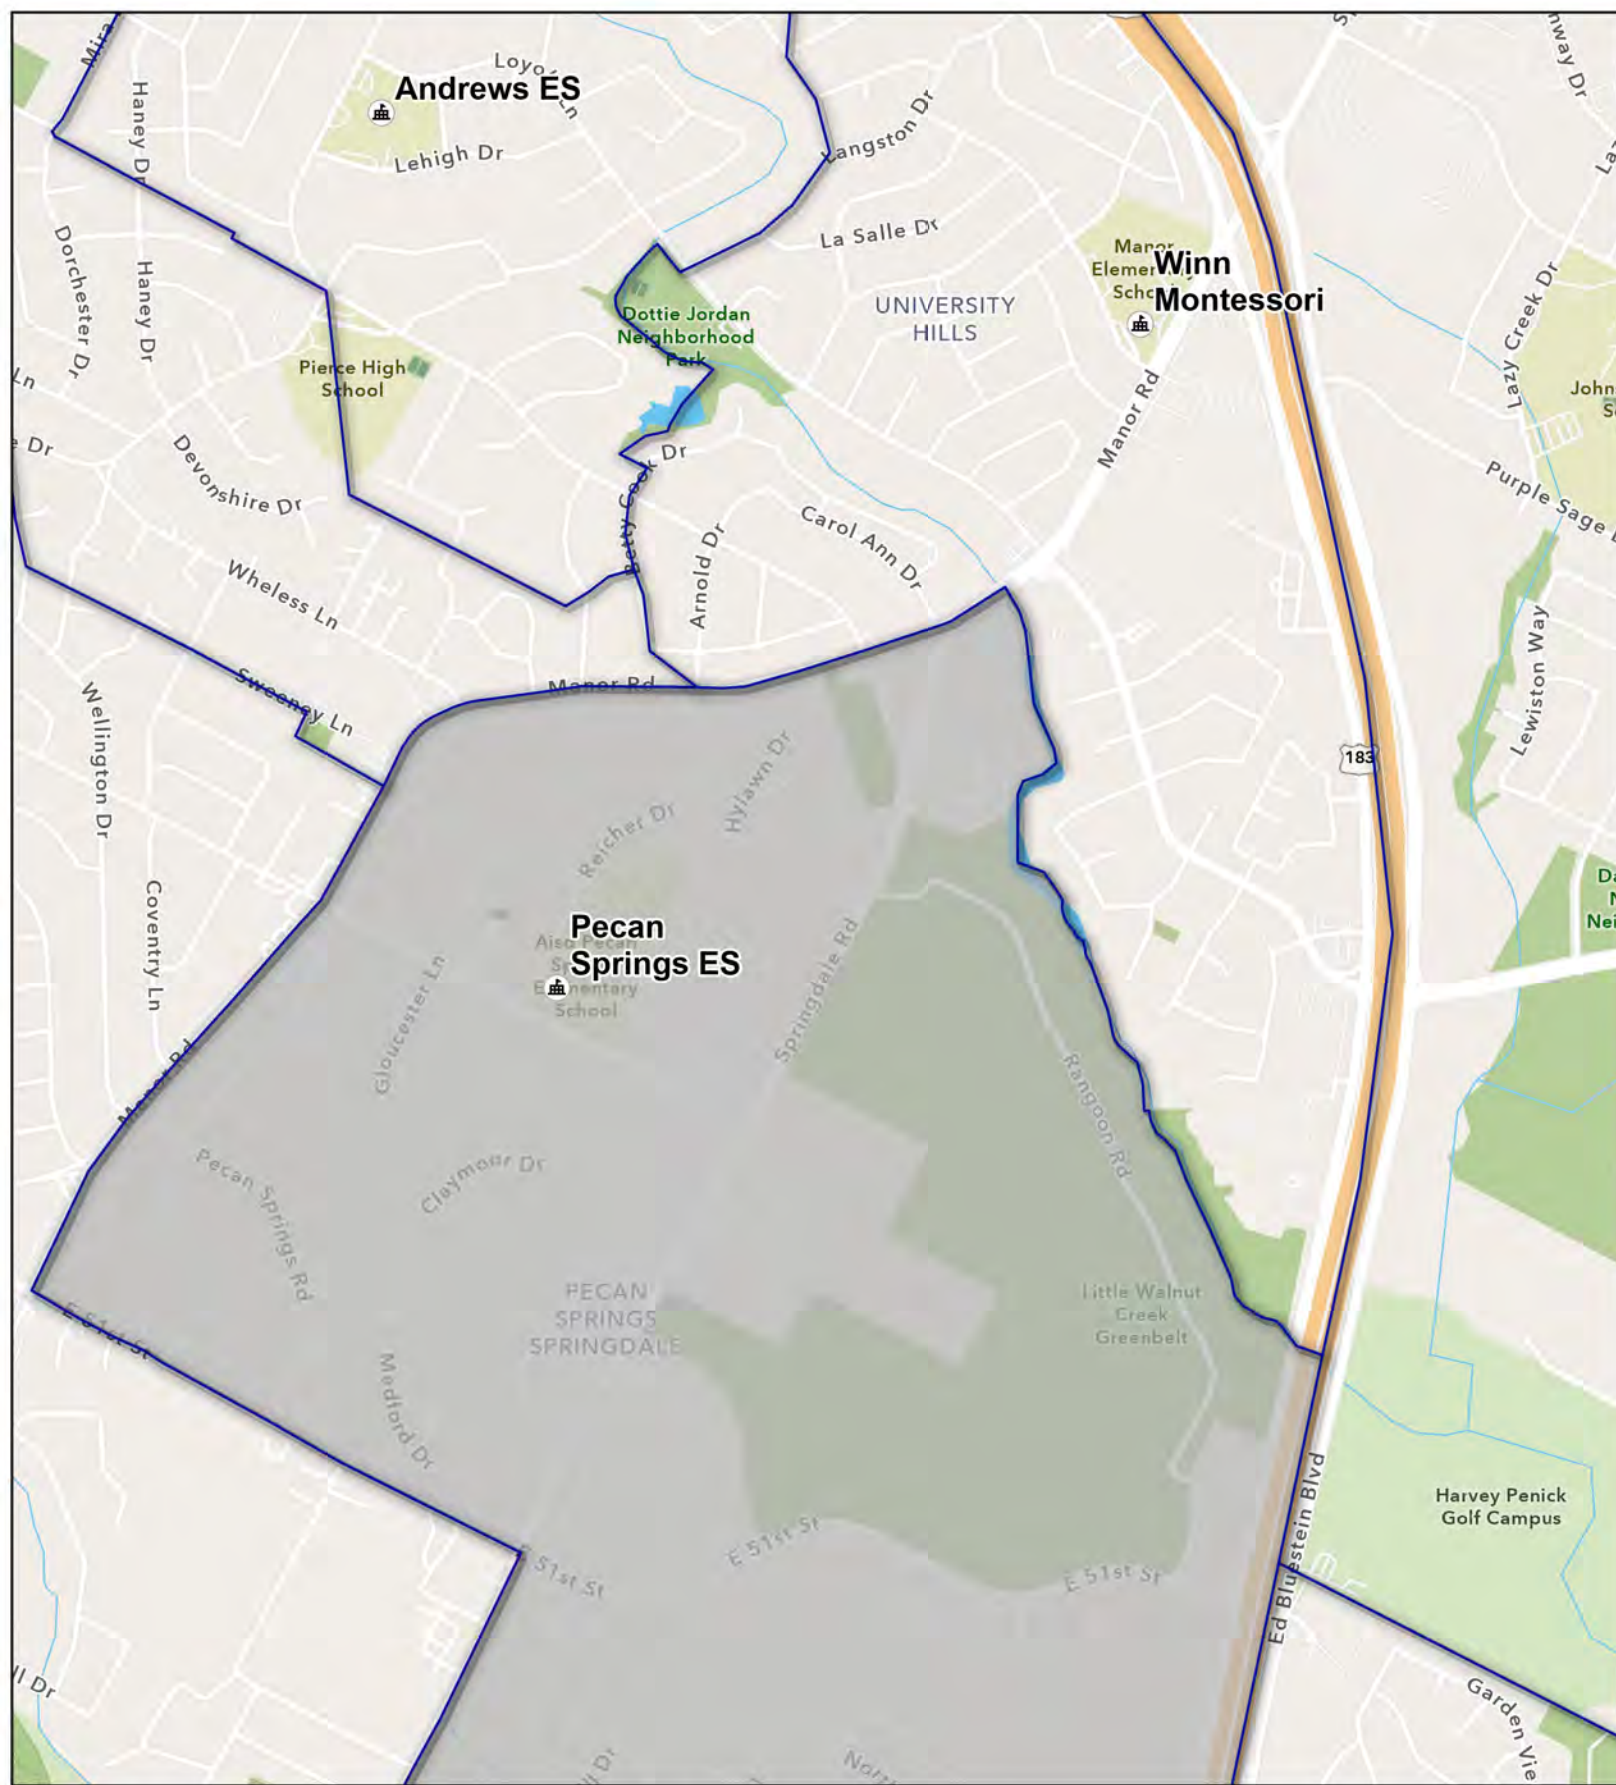 Andrews ES
Haney Dr
Lehigh Dr
Langston Dr
La Salle Dr
Dorchester Dr
Haney Dr
Dottie Jordan
Neighborhood
Park
UNIVERSITY
HILLS
Manor
School
Winn
Montessori
Pierce High
School
Manor Rd
Lazy Creek Dr
Ln
Dr
Devonshire Dr
Betty Cook Dr
Arnold Dr
Carol Ann Dr
Purple Sage
Wheless Ln
Sweeney Ln
Manor Rd
Lewiston Way
Wellington Dr
183
Hylawn Dr
Reicher Dr
Coventry Ln
Pecan
Springs ES
School
Gloucester Ln
Springdale Rd
Manor Rd
Rangoon Rd
Pecan Springs Rd
Claymoor Dr
PECAN
SPRINGS
SPRINGDALE
Little Walnut
Creek
Greenbelt
E 51st St
Medford Dr
E 51st St
E 51st St
E 51st St
Ed Bluestein Blvd
Harvey Penick
Golf Campus
Dr
Garden Vie